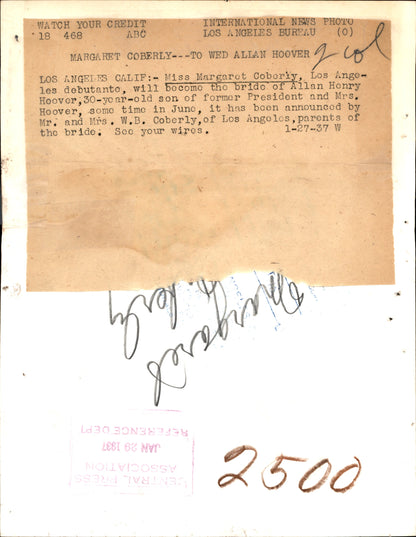 WATCH YOUR CREDIT INTERNATIONAL NEWS PHOTO
18 468 ABC LOS ANGELES BUREAU (O)
MARGARET COBERLY---TO WED ALLAN HOOVER
2 col
LOS ANGELES CALIF:- Miss Margaret Coberly, Los Ange-
les debutante, will become the bride of Allan Henry
Hoover,30-year-old son of former President and Mrs.
Hoover, some time in June, it has been announced by
Mr. and Mrs. W.B. Coberly,of Los Angeles,parents of
the bride. See your wires. 1-27-37 W
Margaret
CENTRAL PRESS
ASSOCIATION
JAN 29 1937
REFERENCE DEPT
2500